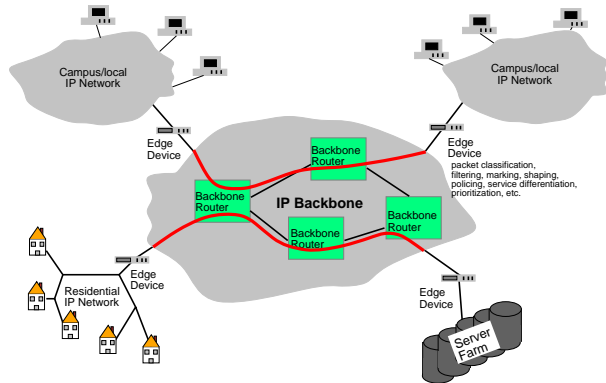 Campus/local
IP Network
Campus/local
IP Network
Edge
Device
Edge
Device
packet classification,
filtering, marking, shaping,
policing, service differentiation,
prioritization, etc.
Backbone
Router
Backbone
Router
IP Backbone
Backbone
Router
Backbone
Router
Edge
Device
Residential
IP Network
Edge
Device
Server
Farm